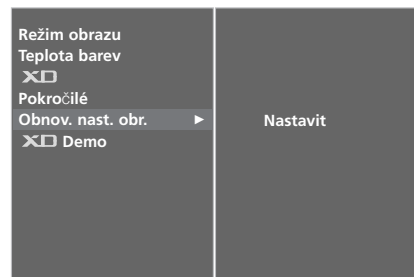 Režim obrazu
Teplota barev
XD
Pokročilé
Obnov. nast. obr. ►
Nastavit
XD Demo